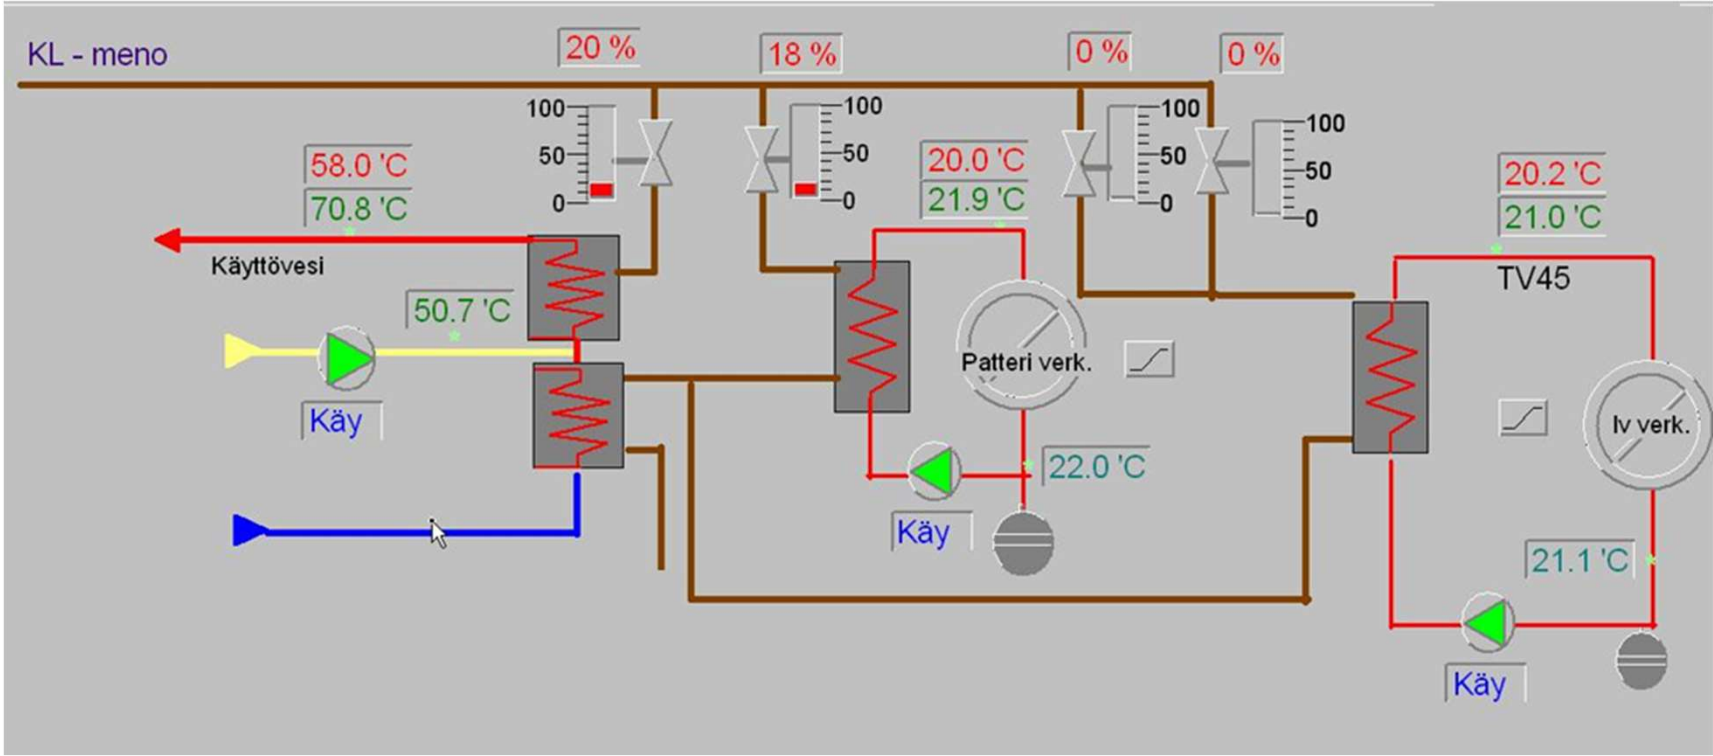 KL - meno
20 %
18 %
0 %
0 %
100
50
0
100
50
0
100
50
0
100
50
0
58.0 'C
70.8 'C
Käyttövesi
50.7 'C
Käy
20.0 'C
21.9 'C
Patteri verk.
22.0 'C
Käy
20.2 'C
21.0 'C
TV45
Iv verk.
21.1 'C
Käy